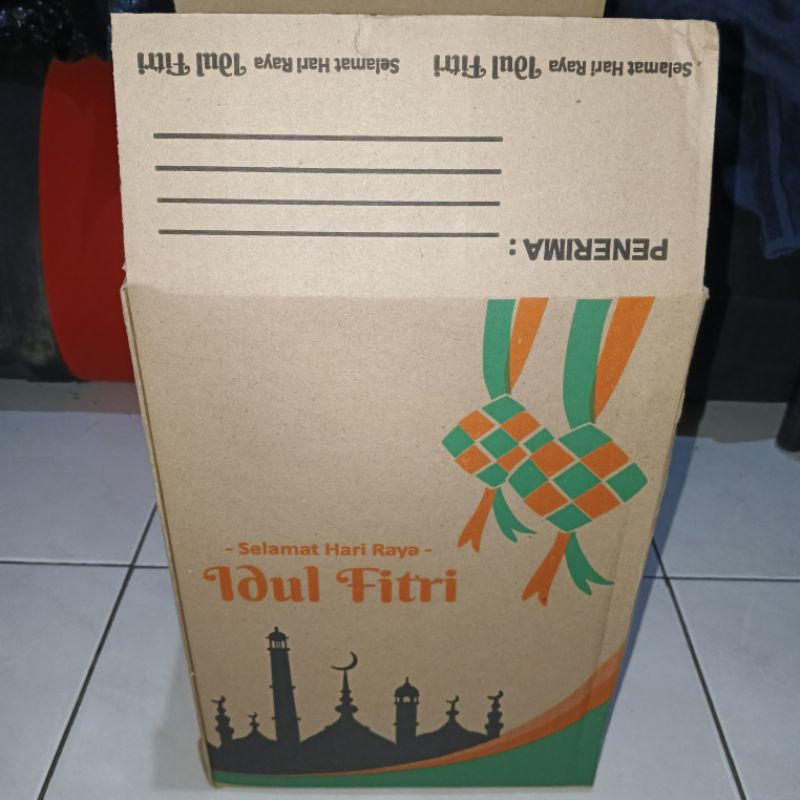 Selamat Hari Raya Idul Fitri Selamat Hari Raya Idul Fitri
PENERIMA :
- Selamat Hari Raya -
Idul Fitri